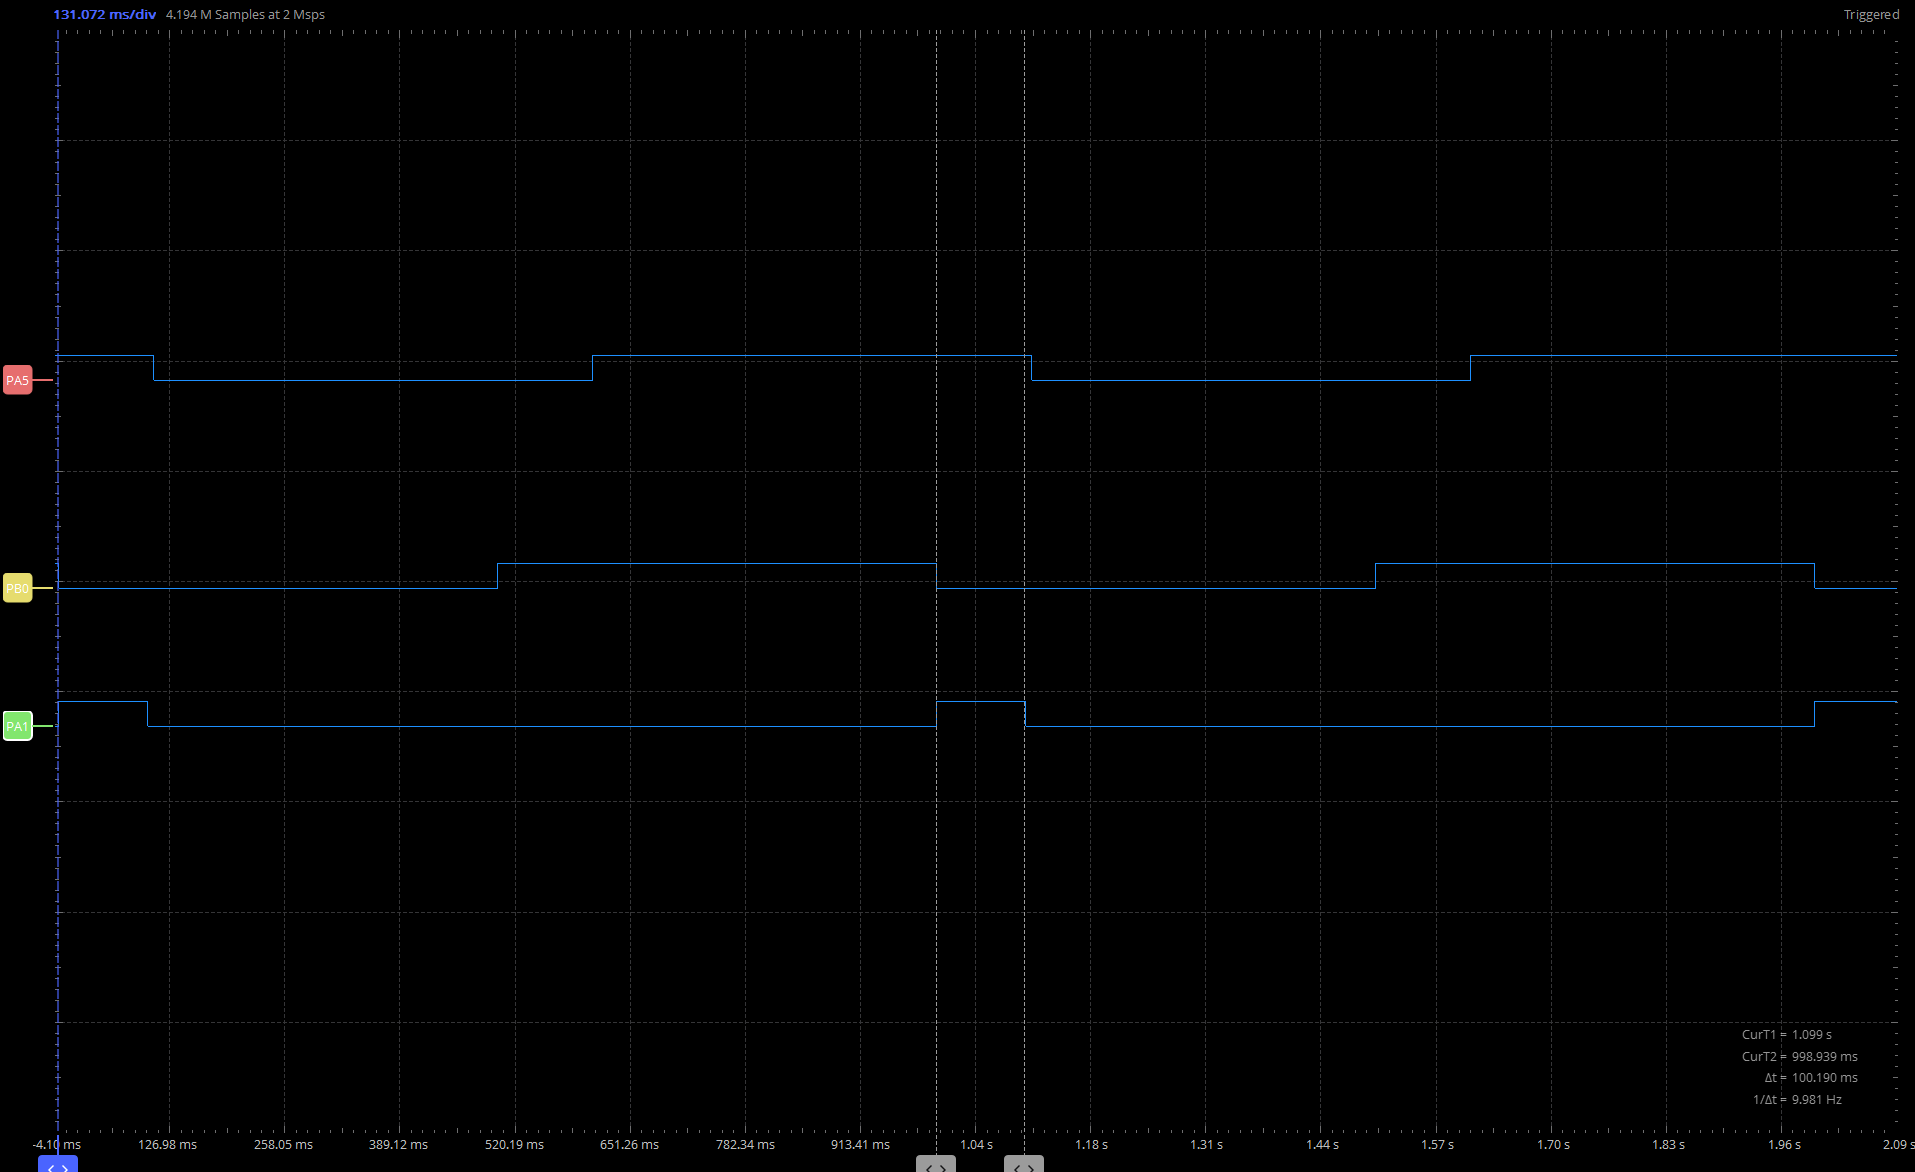 131.072 ms/div 4.194 M Samples at 2 Msps Triggered
PA5
PB0
PA1
CurT1 = 1.099 s
CurT2 = 998.939 ms
Δt = 100.190 ms
1/Δt = 9.981 Hz
-4.10 ms 126.98 ms 258.05 ms 389.12 ms 520.19 ms 651.26 ms 782.34 ms 913.41 ms 1.04 s 1.18 s 1.31 s 1.44 s 1.57 s 1.70 s 1.83 s 1.96 s 2.09 s